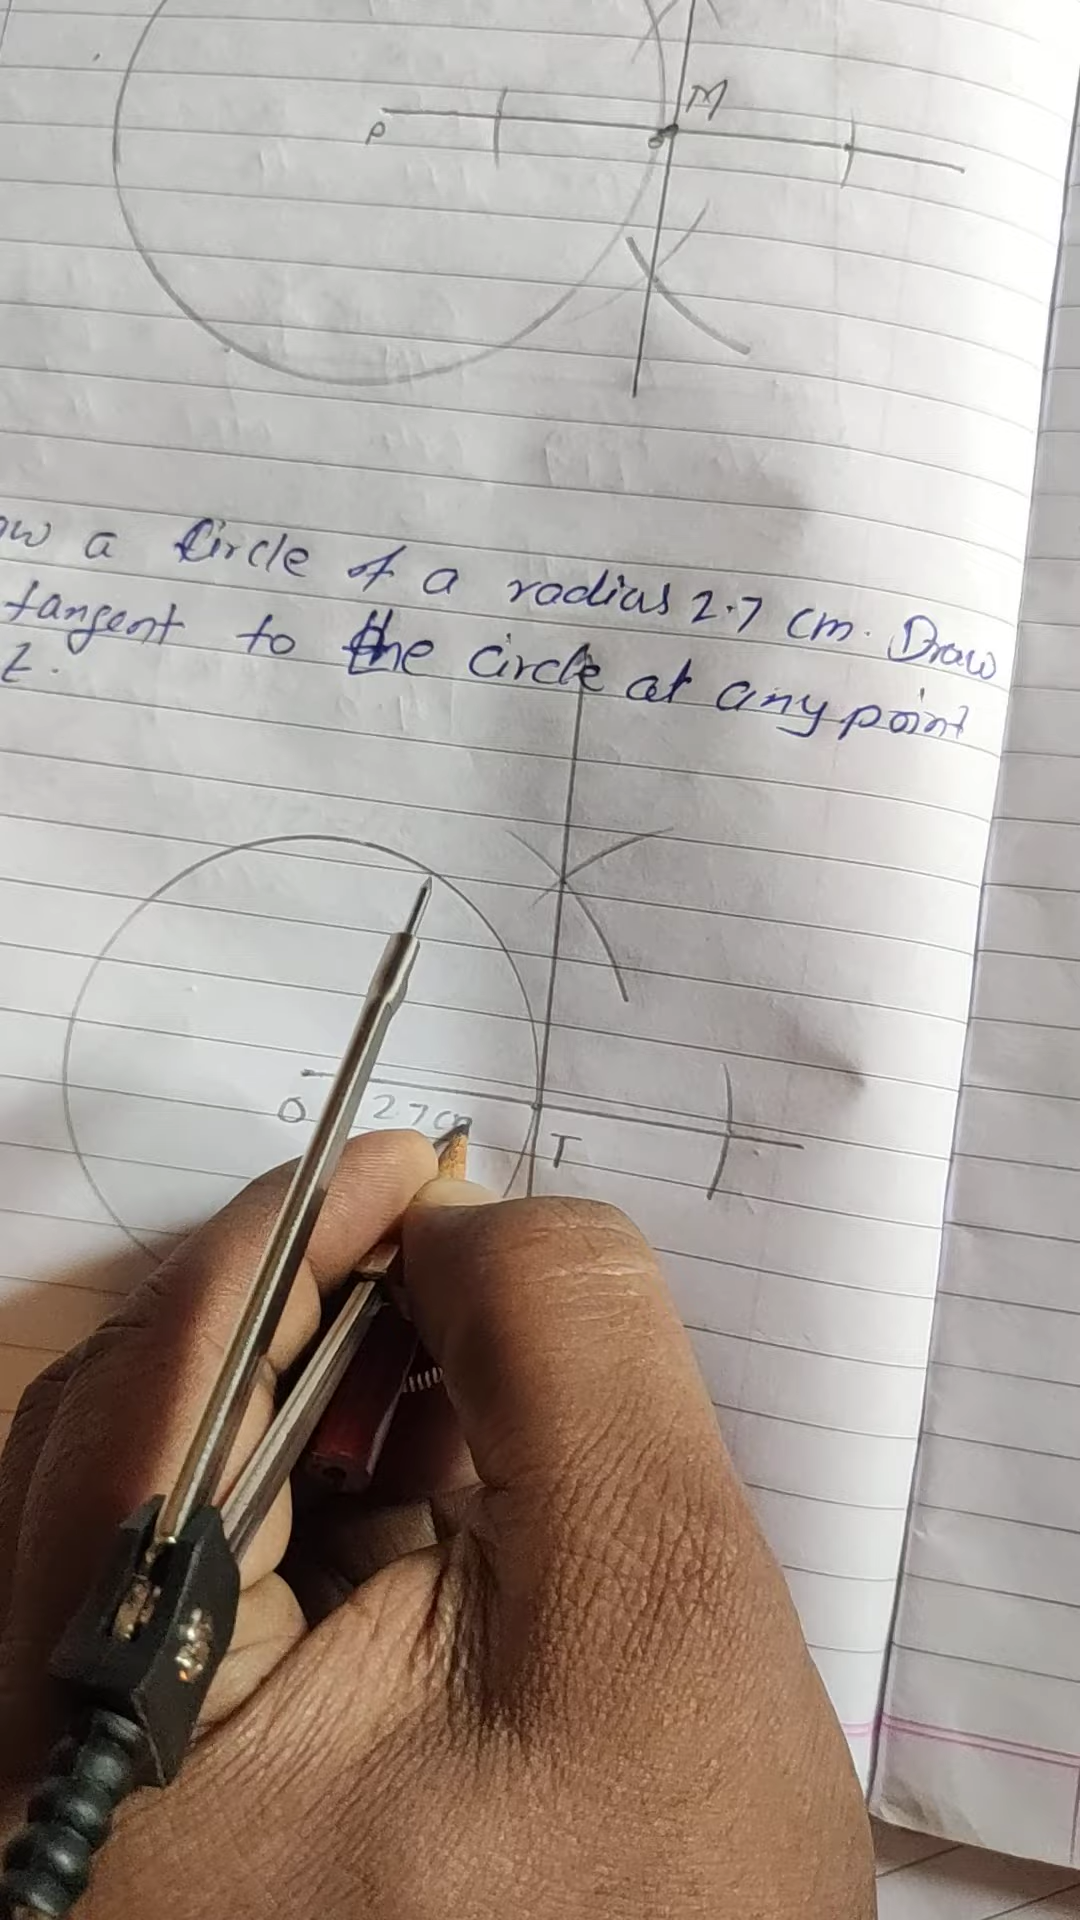 M
P
a Circle of a radius 2.7 cm. Draw
tangent to the circle at any point
O 2.7cm
T